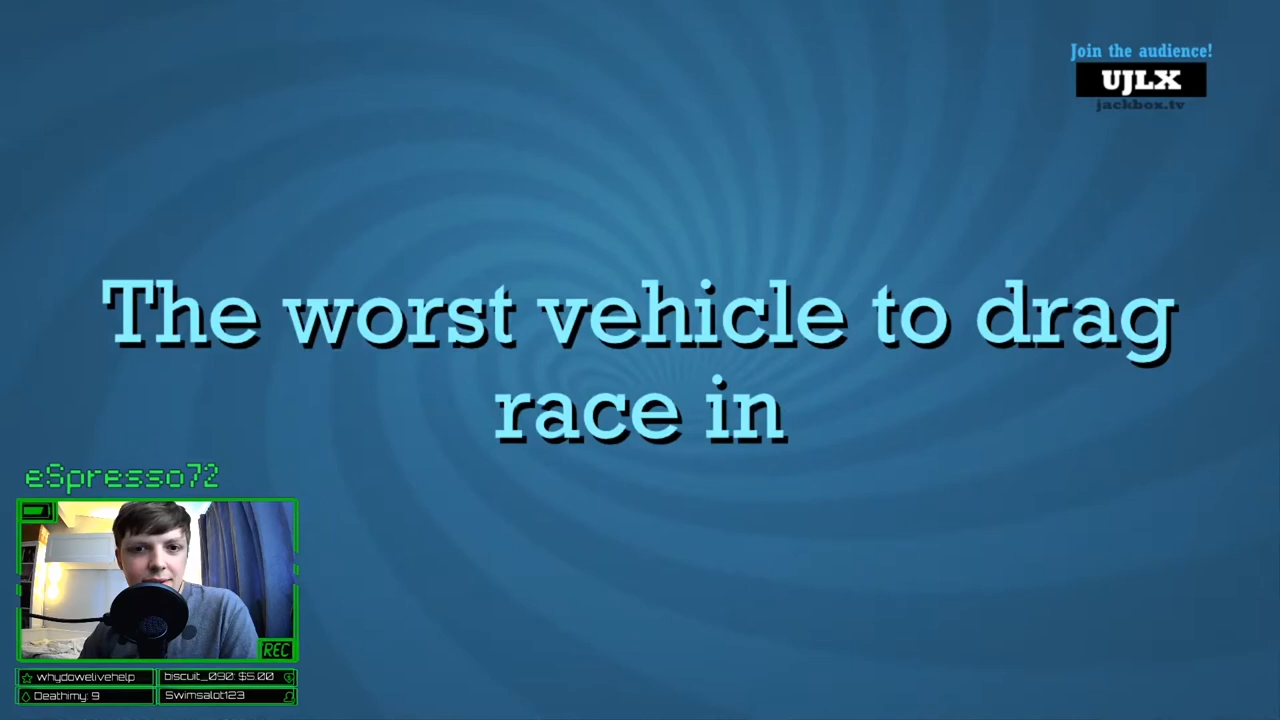 Join the audience!
UJLX
jackbox.tv
The worst vehicle to drag
race in
eSpresso72
REC
whydowelivehelp
biscuit_090: $5.00
Deathimy: 9
Swimsalot123